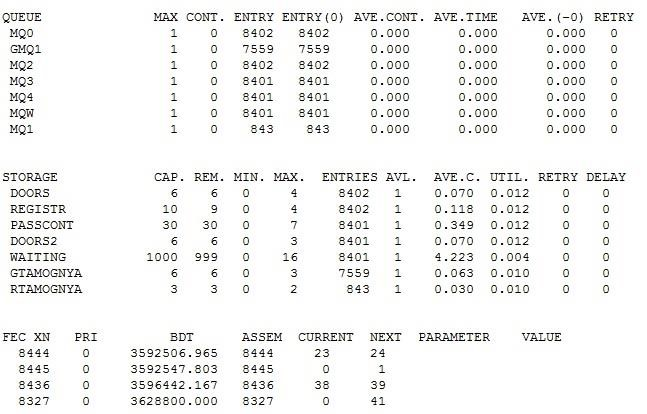 QUEUE MAX CONT. ENTRY ENTRY(0) AVE.CONT. AVE.TIME AVE.(-0) RETRY
MQ0 1 0 8402 8402 0.000 0.000 0.000 0
GMQ1 1 0 7559 7559 0.000 0.000 0.000 0
MQ2 1 0 8402 8402 0.000 0.000 0.000 0
MQ3 1 0 8401 8401 0.000 0.000 0.000 0
MQ4 1 0 8401 8401 0.000 0.000 0.000 0
MQW 1 0 8401 8401 0.000 0.000 0.000 0
MQ1 1 0 843 843 0.000 0.000 0.000 0
STORAGE CAP. REM. MIN. MAX. ENTRIES AVL. AVE.C. UTIL. RETRY DELAY
DOORS 6 6 0 4 8402 1 0.070 0.012 0 0
REGISTR 10 9 0 4 8402 1 0.118 0.012 0 0
PASSCONT 30 30 0 7 8401 1 0.349 0.012 0 0
DOORS2 6 6 0 3 8401 1 0.070 0.012 0 0
WAITING 1000 999 0 16 8401 1 4.223 0.004 0 0
GTAMOGNYA 6 6 0 3 7559 1 0.063 0.010 0 0
RTAMOGNYA 3 3 0 2 843 1 0.030 0.010 0 0
FEC XN PRI BDT ASSEM CURRENT NEXT PARAMETER VALUE
8444 0 3592506.965 8444 23 24
8445 0 3592547.803 8445 0 1
8436 0 3596442.167 8436 38 39
8327 0 3628800.000 8327 0 41